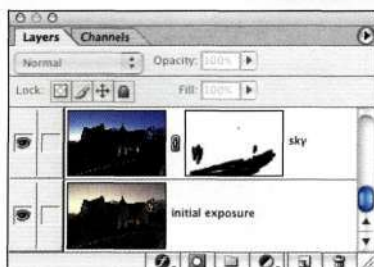 Layers Channels
Normal Opacity: 100%
Lock: Fill: 100%
sky
initial exposure